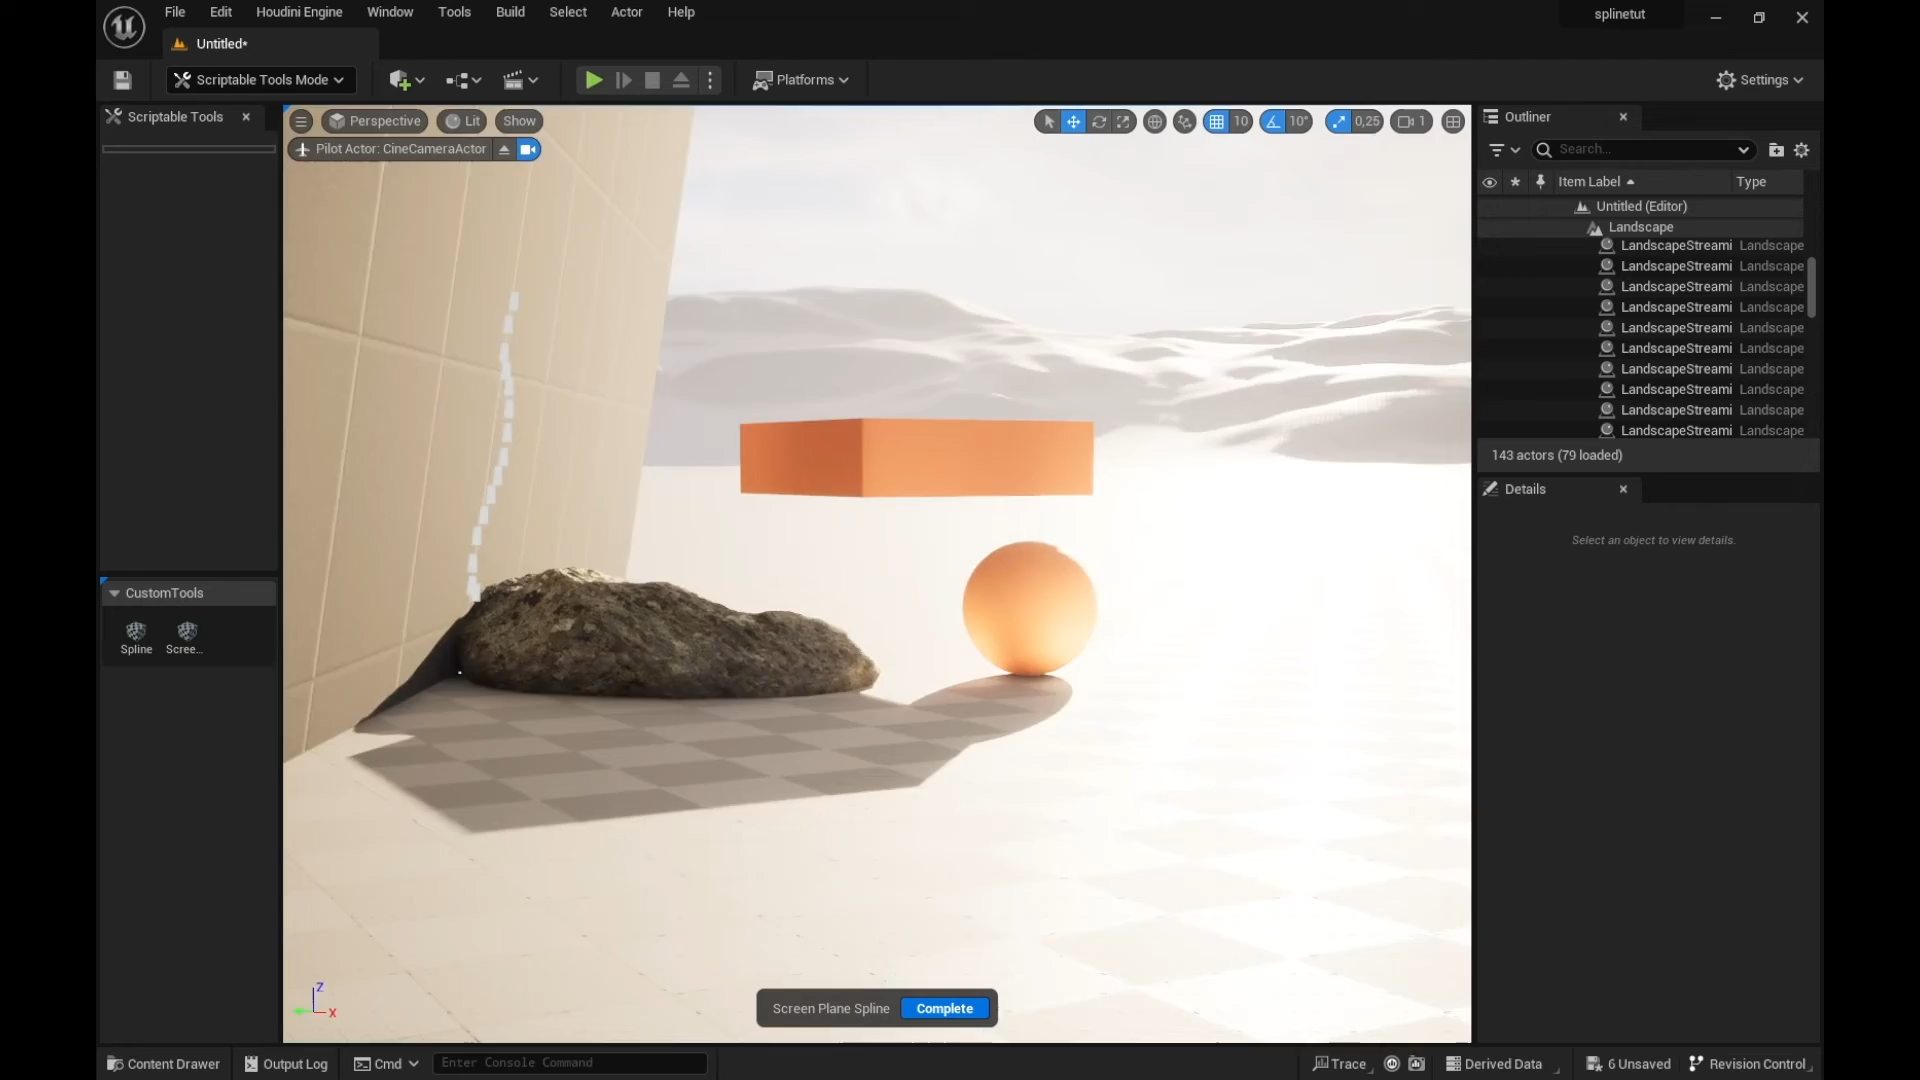 File Edit Houdini Engine Window Tools Build Select Actor Help
splinetut
Untitled*
Scriptable Tools Mode
Platforms
Settings
Scriptable Tools
Perspective Lit Show
10 10° 0,25 1
Pilot Actor: CineCameraActor
Outliner
Search...
Item Label Type
Untitled (Editor)
Landscape
LandscapeStreami Landscape
LandscapeStreami Landscape
LandscapeStreami Landscape
LandscapeStreami Landscape
LandscapeStreami Landscape
LandscapeStreami Landscape
LandscapeStreami Landscape
LandscapeStreami Landscape
LandscapeStreami Landscape
LandscapeStreami Landscape
143 actors (79 loaded)
Details
Select an object to view details.
CustomTools
Spline Scree...
Z
X
Screen Plane Spline Complete
Content Drawer Output Log Cmd Enter Console Command
Trace Derived Data 6 Unsaved Revision Control